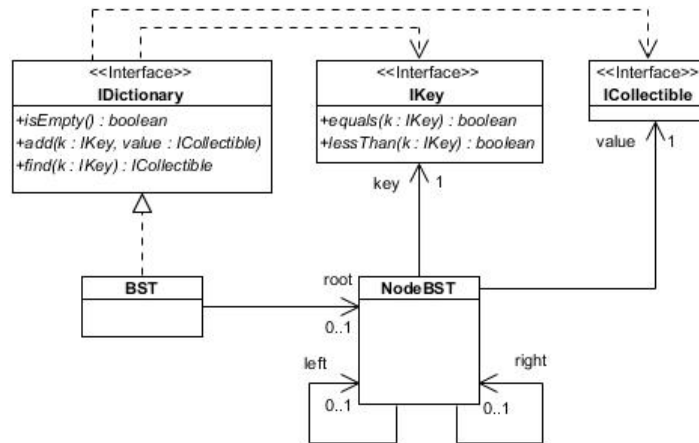 <<Interface>>
IDictionary
+isEmpty() : boolean
+add(k : IKey, value : ICollectible)
+find(k : IKey) : ICollectible
<<Interface>>
IKey
+equals(k : IKey) : boolean
+lessThan(k : IKey) : boolean
<<Interface>>
ICollectible
key
1
value
1
BST
root
0..1
NodeBST
left
0..1
right
0..1